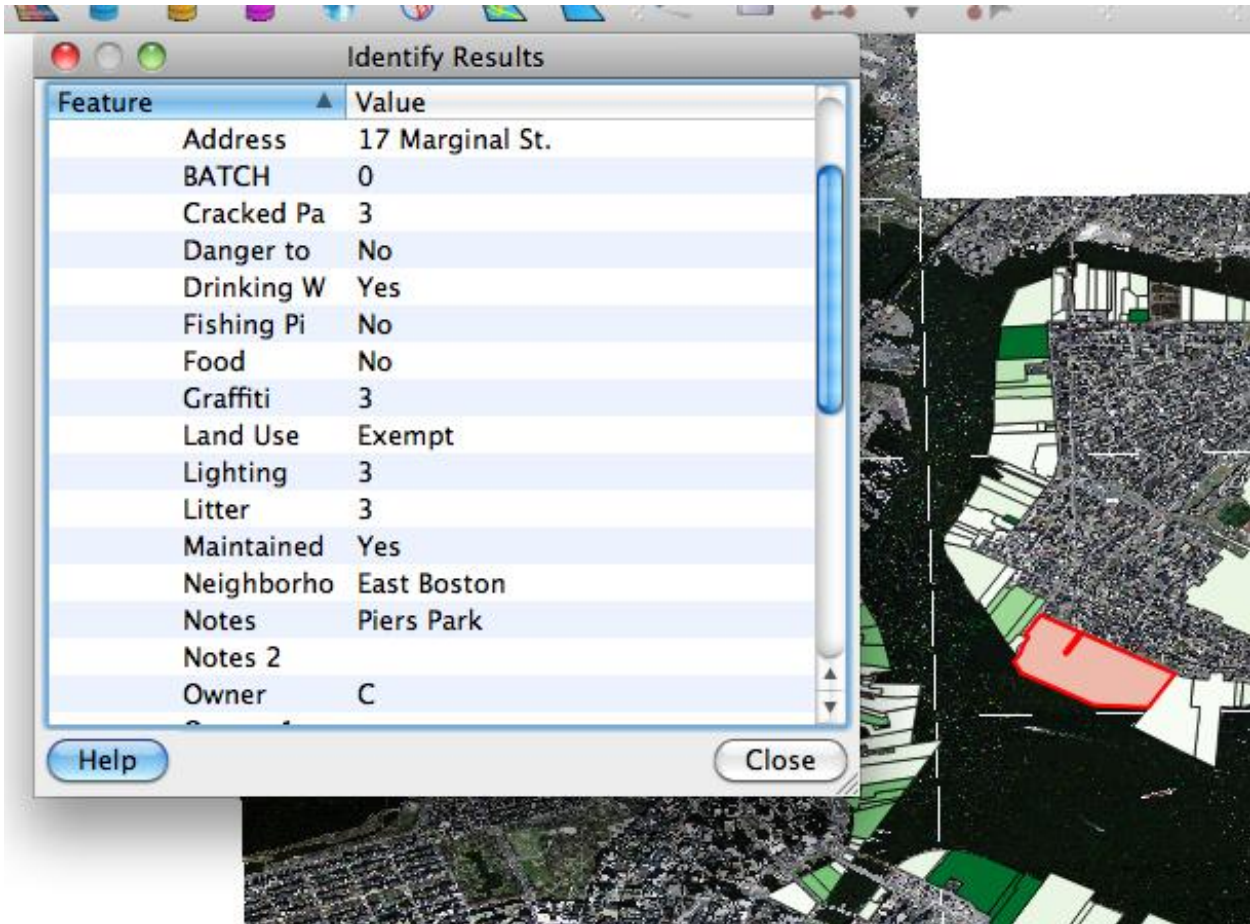 Identify Results
Feature Value
Address 17 Marginal St.
BATCH 0
Cracked Pa 3
Danger to No
Drinking W Yes
Fishing Pi No
Food No
Graffiti 3
Land Use Exempt
Lighting 3
Litter 3
Maintained Yes
Neighborho East Boston
Notes Piers Park
Notes 2
Owner C
Help Close